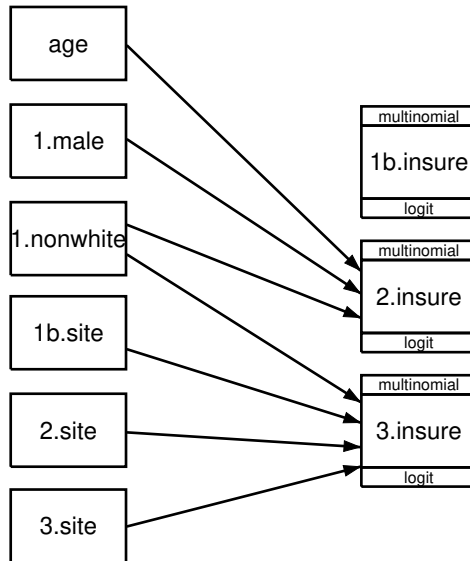 age
1.male
1.nonwhite
1b.site
2.site
3.site
multinomial
1b.insure
logit
multinomial
2.insure
logit
multinomial
3.insure
logit